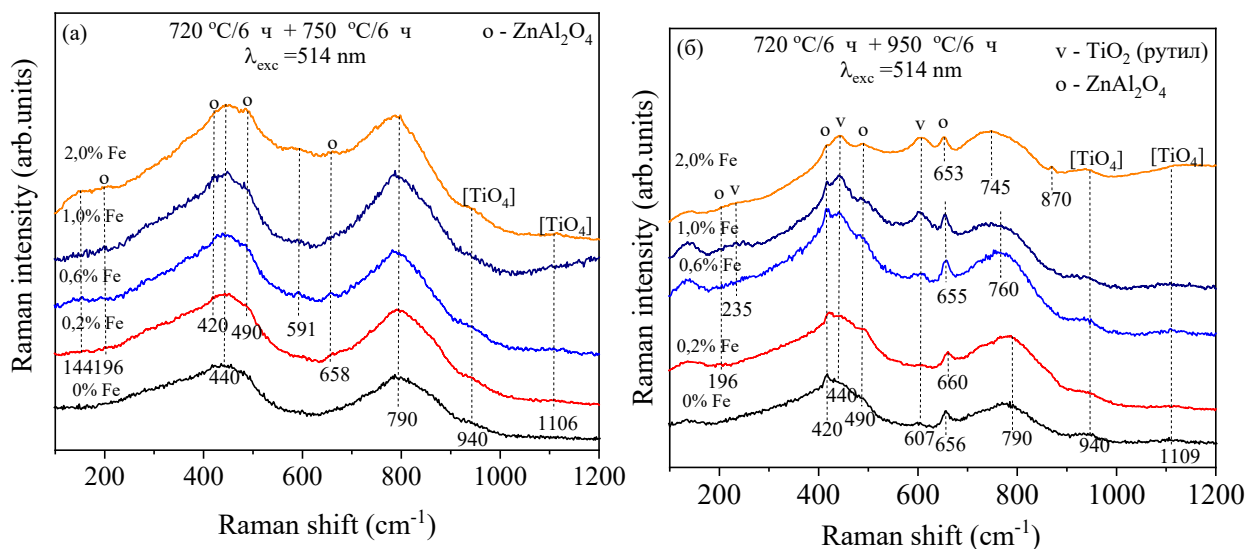 (а)
720 °C/6 ч + 750 °C/6 ч
λexc =514 nm
o - ZnAl2O4
o
o
2,0% Fe
o
o
[TiO4]
[TiO4]
1,0% Fe
0,6% Fe
0,2% Fe
0% Fe
144
196
420
440
490
591
658
790
940
1106
200
400
600
800
1000
1200
Raman shift (cm-1)
Raman intensity (arb.units)
(б)
720 °C/6 ч + 950 °C/6 ч
λexc =514 nm
v - TiO2 (рутил)
o - ZnAl2O4
o
v
o
v
o
2,0% Fe
653
745
870
[TiO4]
[TiO4]
o
v
1,0% Fe
0,6% Fe
235
655
760
0,2% Fe
196
660
0% Fe
420
440
490
607
656
790
940
1109
200
400
600
800
1000
1200
Raman shift (cm-1)
Raman intensity (arb.units)